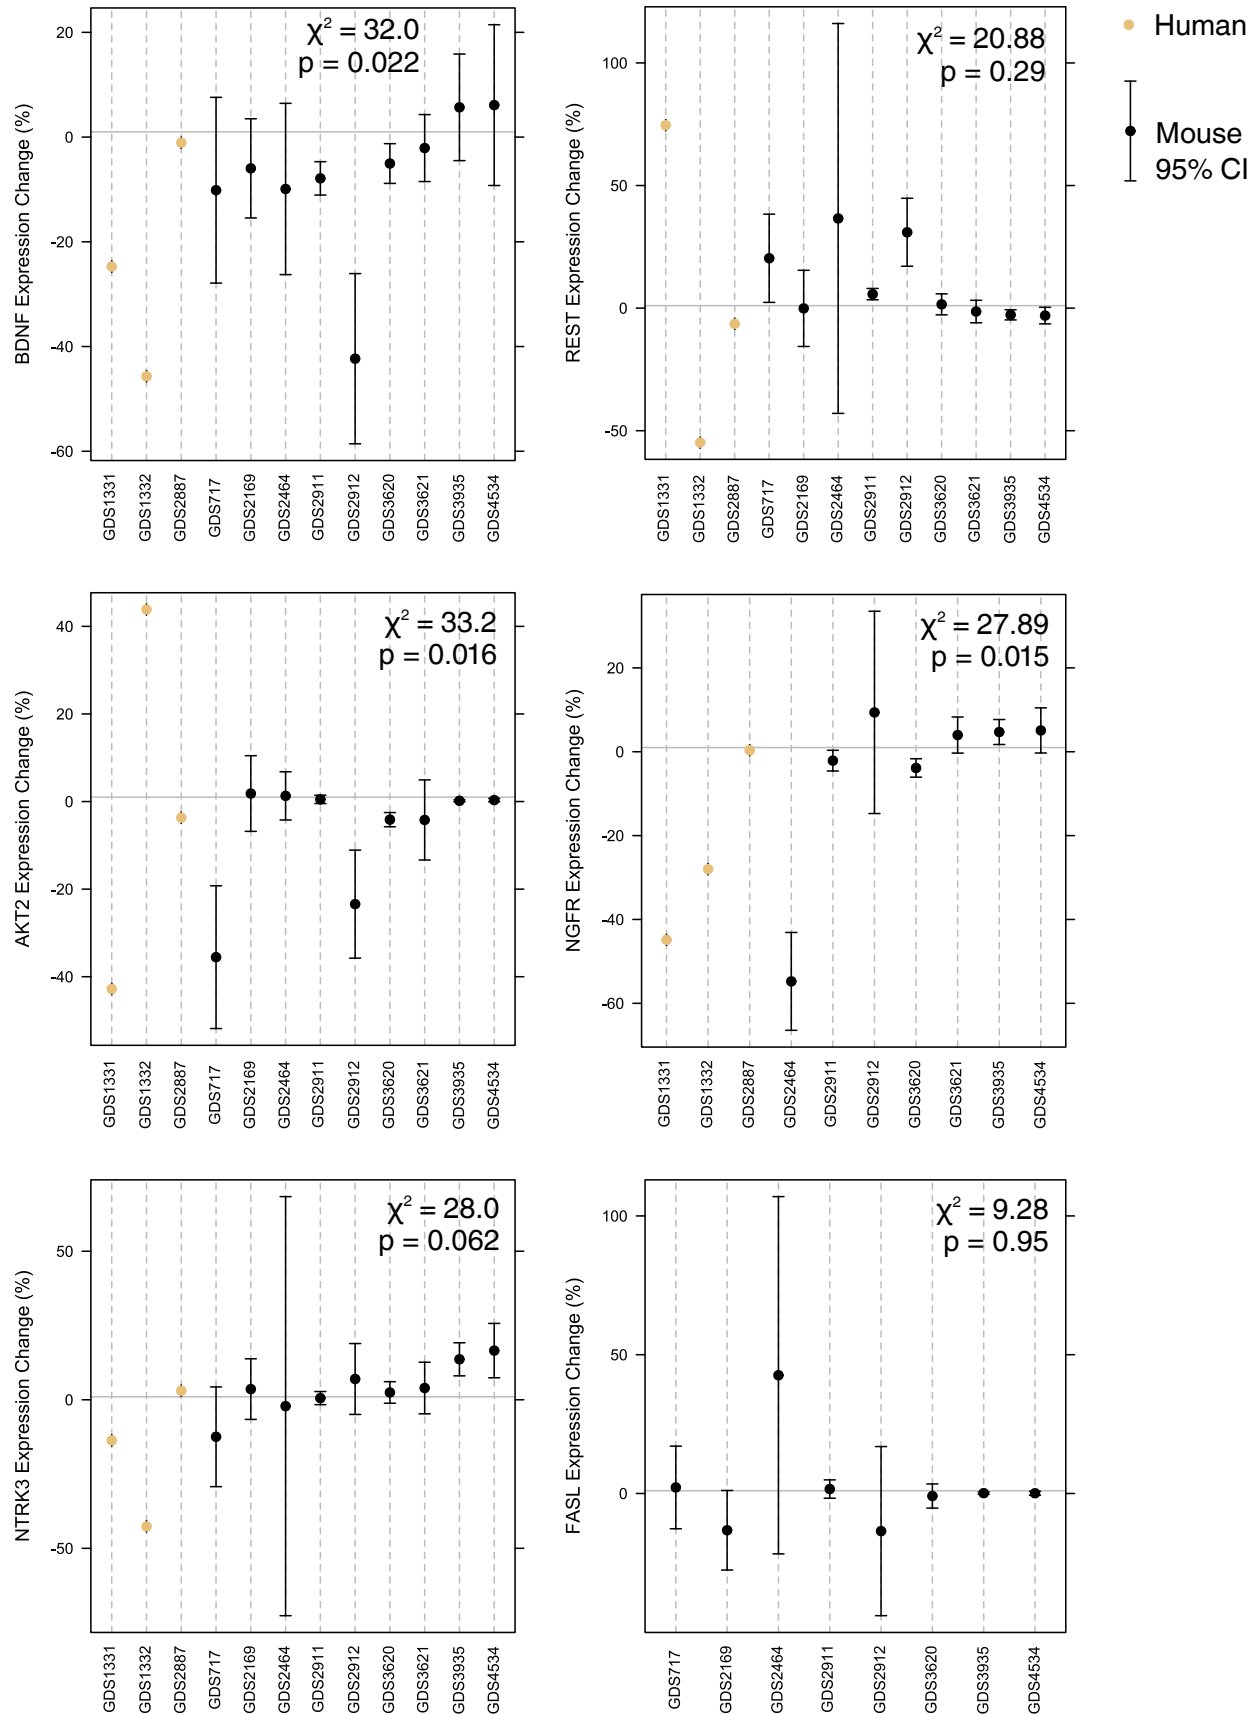 BDNF Expression Change (%)
20
0
-20
-40
-60
χ² = 32.0
p = 0.022
GDS1331
GDS1332
GDS2887
GDS717
GDS2169
GDS2464
GDS2911
GDS2912
GDS3620
GDS3621
GDS3935
GDS4534
REST Expression Change (%)
100
50
0
-50
χ² = 20.88
p = 0.29
GDS1331
GDS1332
GDS2887
GDS717
GDS2169
GDS2464
GDS2911
GDS2912
GDS3620
GDS3621
GDS3935
GDS4534
Human
Mouse
95% CI
AKT2 Expression Change (%)
40
20
0
-20
-40
χ² = 33.2
p = 0.016
GDS1331
GDS1332
GDS2887
GDS717
GDS2169
GDS2464
GDS2911
GDS2912
GDS3620
GDS3621
GDS3935
GDS4534
NGFR Expression Change (%)
20
0
-20
-40
-60
χ² = 27.89
p = 0.015
GDS1331
GDS1332
GDS2887
GDS2464
GDS2911
GDS2912
GDS3620
GDS3621
GDS3935
GDS4534
NTRK3 Expression Change (%)
50
0
-50
χ² = 28.0
p = 0.062
GDS1331
GDS1332
GDS2887
GDS717
GDS2169
GDS2464
GDS2911
GDS2912
GDS3620
GDS3621
GDS3935
GDS4534
FASL Expression Change (%)
100
50
0
χ² = 9.28
p = 0.95
GDS717
GDS2169
GDS2464
GDS2911
GDS2912
GDS3620
GDS3935
GDS4534